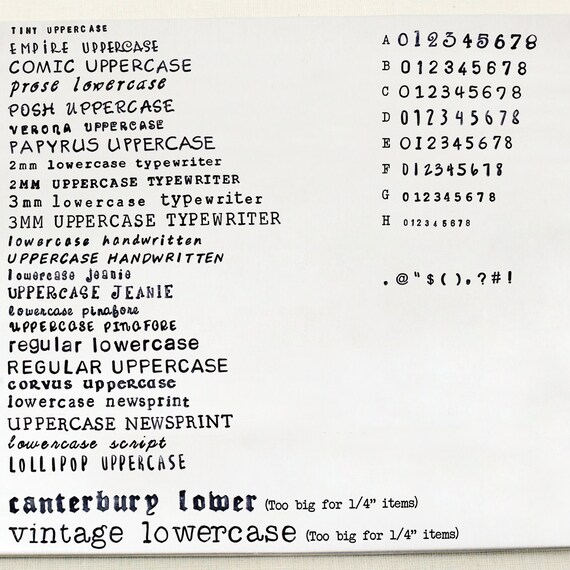 TINY UPPERCASE
EMPIRE UPPERCASE
COMIC UPPERCASE
prose lowercase
POSH UPPERCASE
VERONA UPPERCASE
PAPYRUS UPPERCASE
2mm lowercase typewriter
2MM UPPERCASE TYPEWRITER
3mm lowercase typewriter
3MM UPPERCASE TYPEWRITER
lowercase handwritten
UPPERCASE HANDWRITTEN
lowercase jeanie
UPPERCASE JEANIE
lowercase pinafore
UPPERCASE PINAFORE
regular lowercase
REGULAR UPPERCASE
corvus uppercase
lowercase newsprint
UPPERCASE NEWSPRINT
lowercase script
LOLLIPOP UPPERCASE
canterbury lower (Too big for 1/4" items)
vintage lowercase (Too big for 1/4" items)
A 012345678
B 012345678
C 012345678
D 012345678
E 012345678
F 012345678
G 012345678
H 012345678
. @ " $ ( ) , ? # !